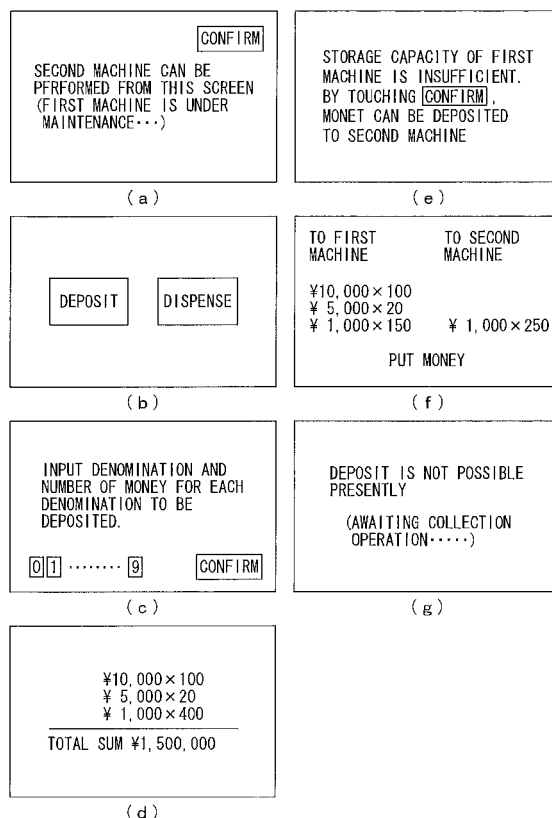 CONFIRM
SECOND MACHINE CAN BE
PRFORMED FROM THIS SCREEN
(FIRST MACHINE IS UNDER
MAINTENANCE···)
(a)
DEPOSIT DISPENSE
(b)
INPUT DENOMINATION AND
NUMBER OF MONEY FOR EACH
DENOMINATION TO BE
DEPOSITED.
0 1 ········ 9 CONFIRM
(c)
¥10,000×100
¥ 5,000×20
¥ 1,000×400
TOTAL SUM ¥1,500,000
(d)
STORAGE CAPACITY OF FIRST
MACHINE IS INSUFFICIENT.
BY TOUCHING CONFIRM,
MONET CAN BE DEPOSITED
TO SECOND MACHINE
(e)
TO FIRST TO SECOND
MACHINE MACHINE
¥10,000×100
¥ 5,000×20
¥ 1,000×150 ¥ 1,000×250
PUT MONEY
(f)
DEPOSIT IS NOT POSSIBLE
PRESENTLY
(AWAITING COLLECTION
OPERATION·····)
(g)